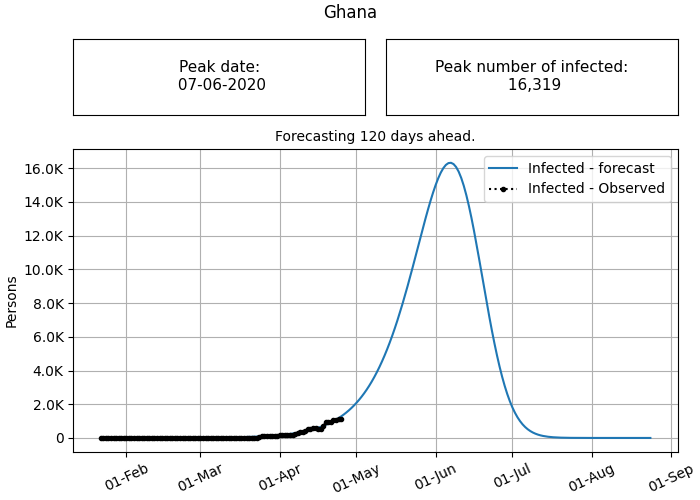 Ghana
Peak date:
07-06-2020
Peak number of infected:
16,319
Forecasting 120 days ahead.
Infected - forecast
Infected - Observed
Persons
16.0K
14.0K
12.0K
10.0K
8.0K
6.0K
4.0K
2.0K
0
01-Feb
01-Mar
01-Apr
01-May
01-Jun
01-Jul
01-Aug
01-Sep